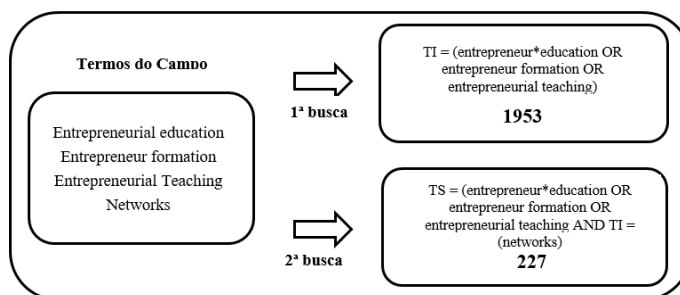 Termos do Campo
Entrepreneurial education
Entrepreneur formation
Entrepreneurial Teaching
Networks
1ª busca
TI = (entrepreneur*education OR
entrepreneur formation OR
entrepreneurial teaching)
1953
2ª busca
TS = (entrepreneur*education OR
entrepreneur formation OR
entrepreneurial teaching AND TI =
(networks)
227